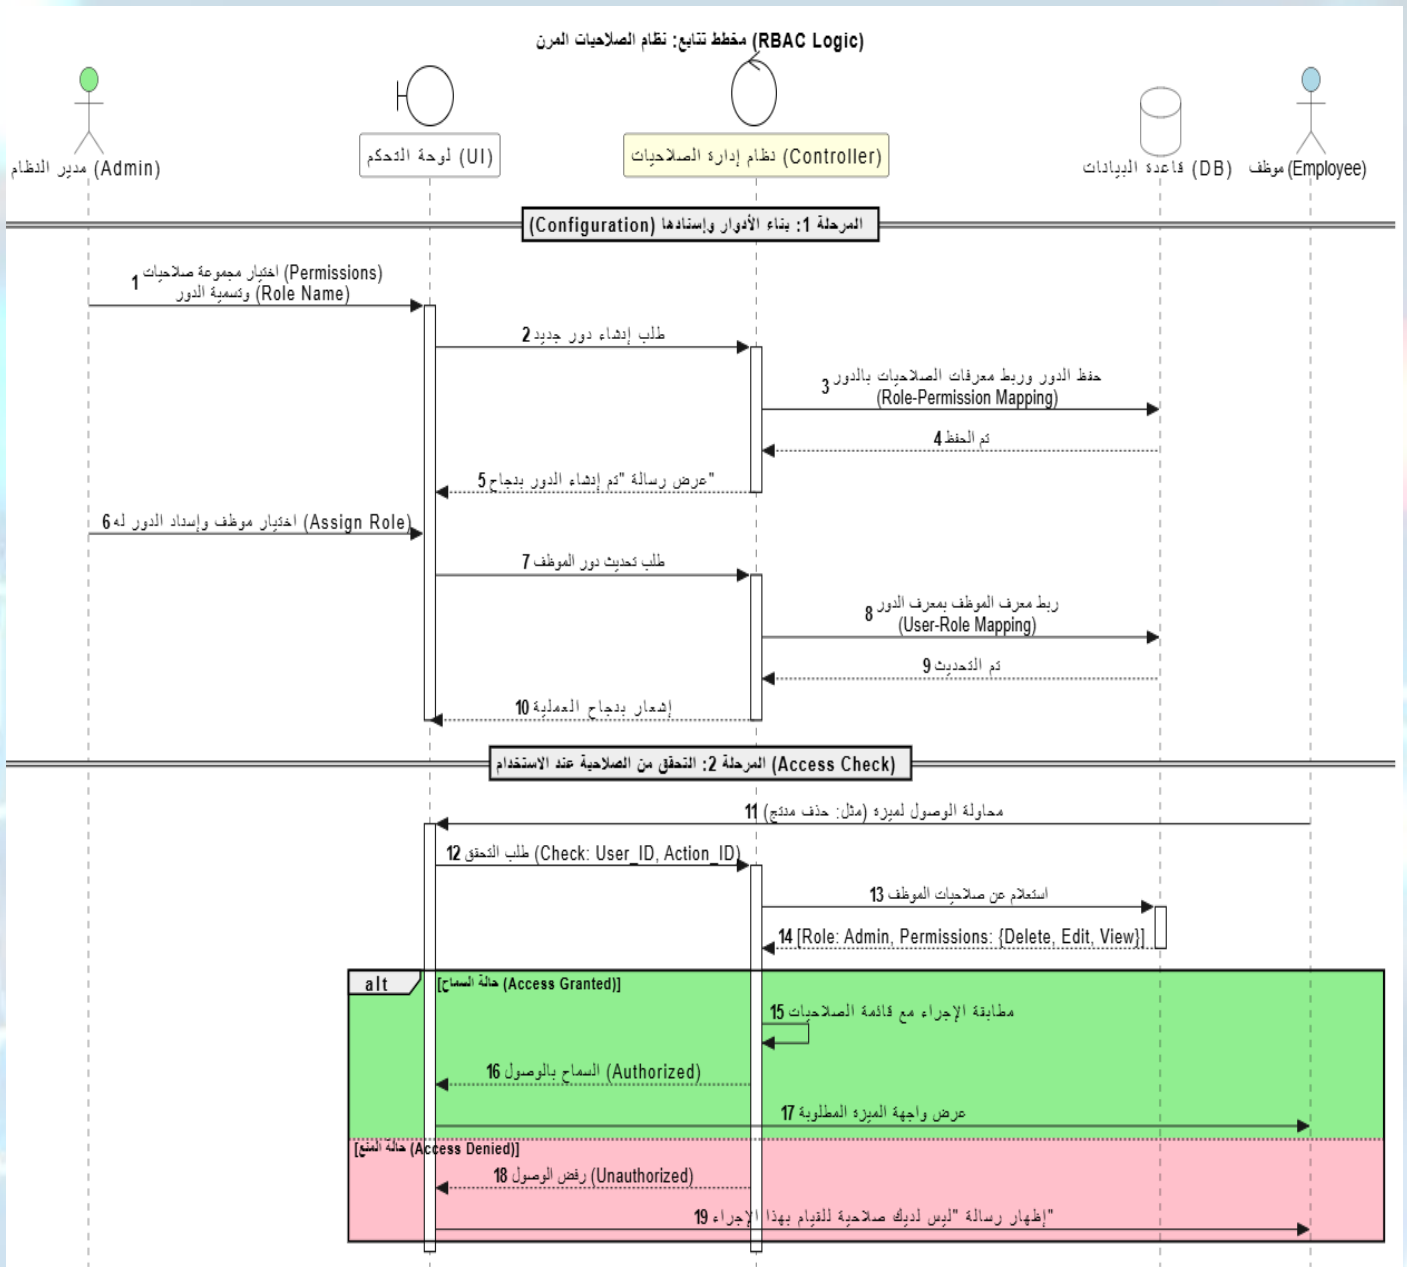 مخطط تتابع: نظام الصلاحيات المرن (RBAC Logic)
مدير النظام (Admin)
لوحة التحكم (UI)
نظام إدارة الصلاحيات (Controller)
قاعدة البيانات (DB)
موظف (Employee)
المرحلة 1: بناء الأدوار وإسنادها (Configuration)
1 اختيار مجموعة صلاحيات (Permissions)
وتسمية الدور (Role Name)
2 طلب إنشاء دور جديد
3 حفظ الدور وربط معرفات الصلاحيات بالدور
(Role-Permission Mapping)
4 تم الحفظ
5 عرض رسالة "تم إنشاء الدور بنجاح"
6 اختيار موظف وإسناد الدور له (Assign Role)
7 طلب تحديث دور الموظف
8 ربط معرف الموظف بمعرف الدور
(User-Role Mapping)
9 تم التحديث
10 إشعار بنجاح العملية
المرحلة 2: التحقق من الصلاحية عند الاستخدام (Access Check)
11 محاولة الوصول لميزة (مثل: حذف منتج)
12 طلب التحقق (Check: User_ID, Action_ID)
13 استعلام عن صلاحيات الموظف
14 [Role: Admin, Permissions: {Delete, Edit, View}]
alt
[حالة السماح (Access Granted)]
15 مطابقة الإجراء مع قائمة الصلاحيات
16 السماح بالوصول (Authorized)
17 عرض واجهة الميزة المطلوبة
[حالة المنع (Access Denied)]
18 رفض الوصول (Unauthorized)
19 إظهار رسالة "ليس لديك صلاحية للقيام بهذا الإجراء"